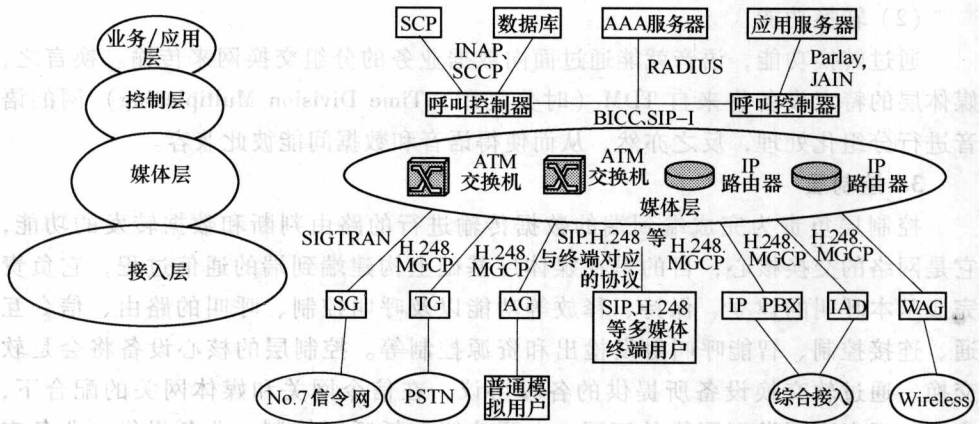 (2)
SCP
数据库
AAA服务器
应用服务器
业务/应用
层
INAP,
SCCP
RADIUS
Parlay,
JAIN
控制层
呼叫控制器
呼叫控制器
BICC,SIP-I
媒体层
ATM
交换机
ATM
交换机
IP
路由器
IP
路由器
媒体层
接入层
SIGTRAN
H.248.
MGCP
H.248.
MGCP
SIP.H.248 等
与终端对应
的协议
H.248.
MGCP
H.248.
MGCP
H.248.
MGCP
SG
TG
AG
SIP,H.248
等多媒体
终端用户
IP PBX
IAD
WAG
No.7 信令网
PSTN
普通模
拟用户
综合接入
Wireless